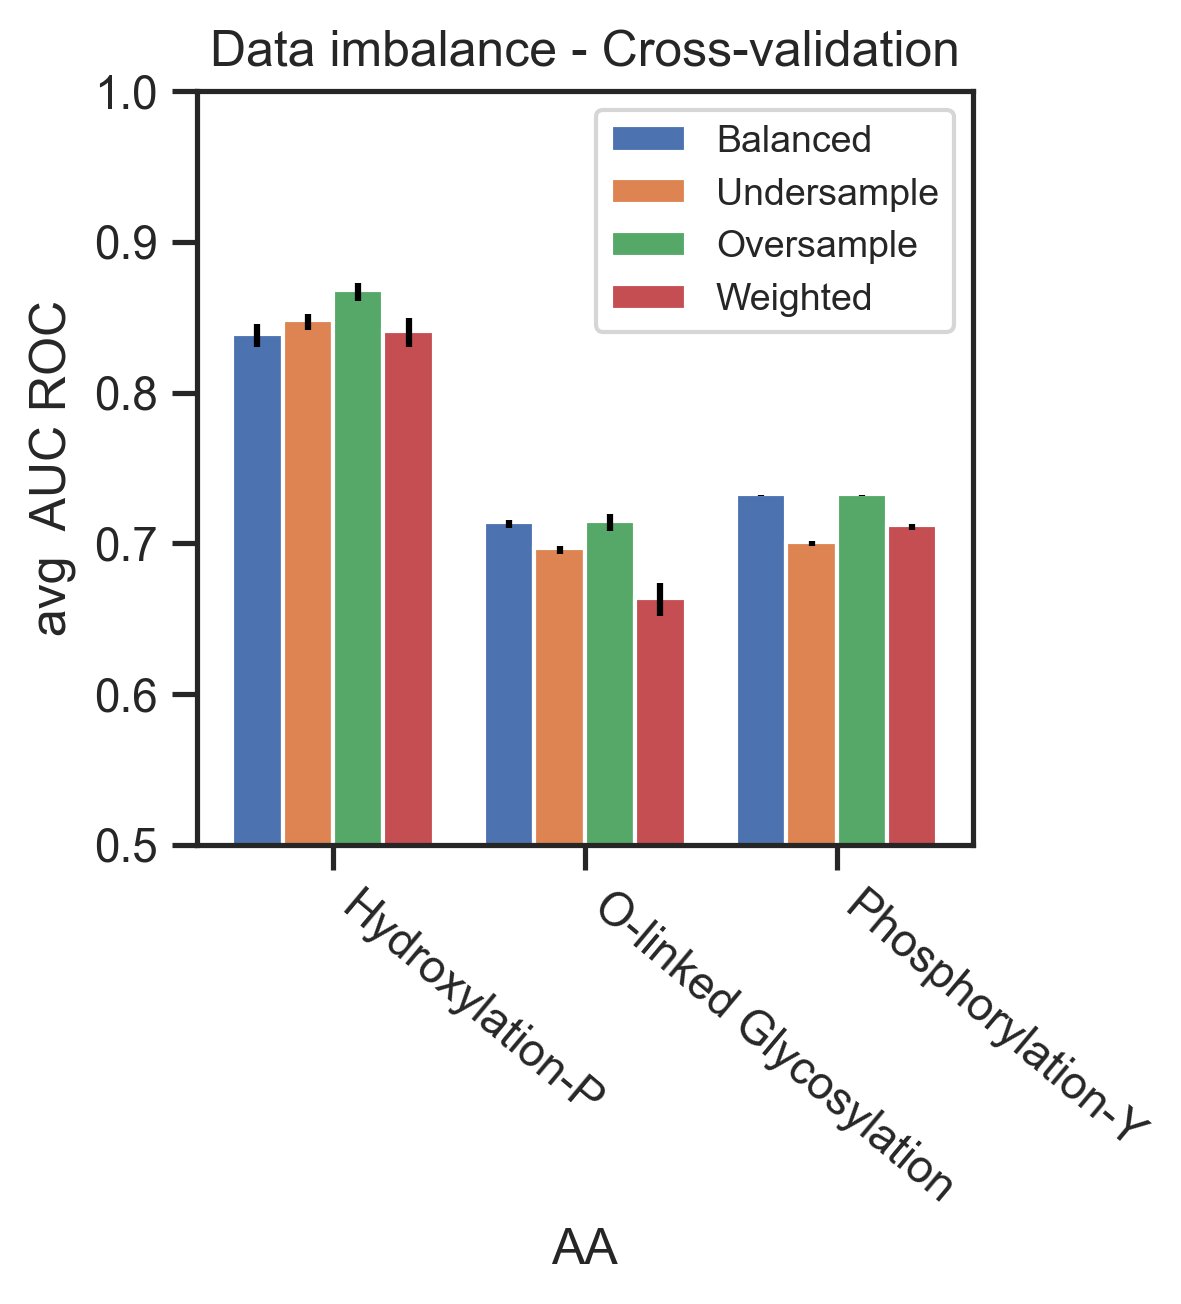 Data imbalance - Cross-validation
1.0
0.9
0.8
0.7
0.6
0.5
avg AUC ROC
Balanced
Undersample
Oversample
Weighted
Hydroxylation-P
O-linked Glycosylation
Phosphorylation-Y
AA